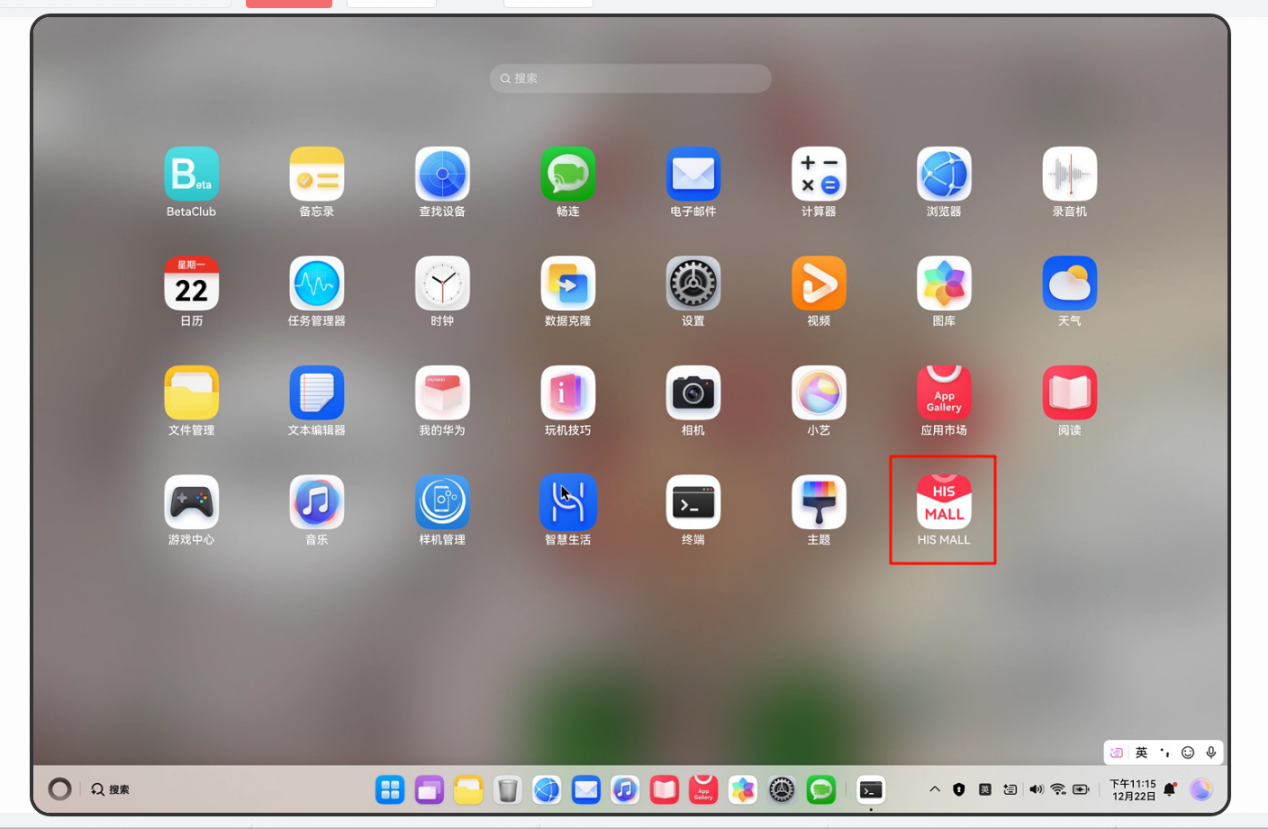 搜索
Beta
BetaClub
备忘录
查找设备
畅连
电子邮件
计算器
浏览器
录音机
星期一
22
日历
任务管理器
时钟
数据克隆
设置
视频
图库
天气
文件管理
文本编辑器
HUAWEI
我的华为
i
玩机技巧
相机
小艺
App
Gallery
应用市场
阅读
游戏中心
音乐
样机管理
智慧生活
>_
终端
主题
HIS
MALL
HIS MALL
英
搜索
App
Gallery
>_
英
下午11:15
12月22日